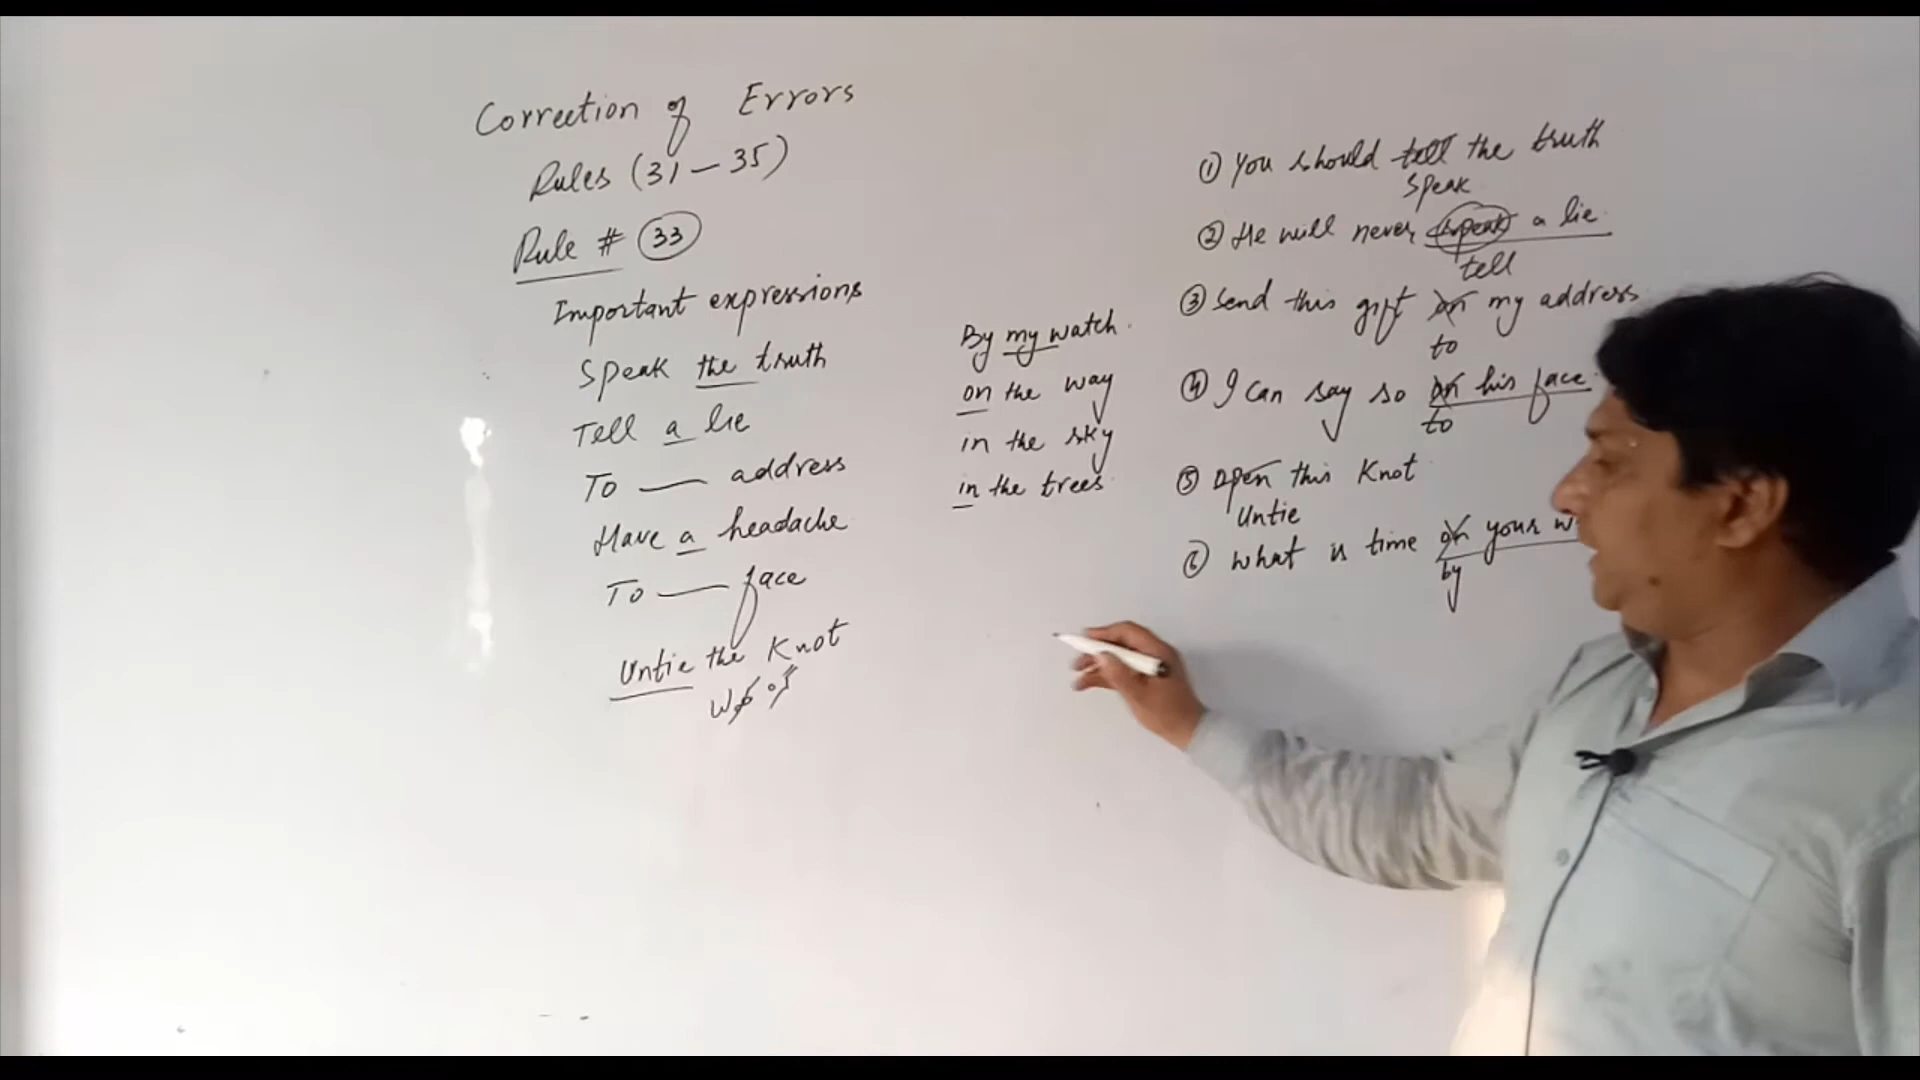 Correction of Errors
Rules (31 – 35)
Rule # 33
Important expressions
Speak the truth
Tell a lie
To —— address
Have a headache
To —— face
Untie the Knot
By my watch.
on the way
in the sky
in the trees
① You should tell the truth
speak
② He will never speak a lie.
tell
③ Send this gift on my address
to
④ I can say so on his face.
to
⑤ Open this Knot
Untie
⑥ What is time on your
by